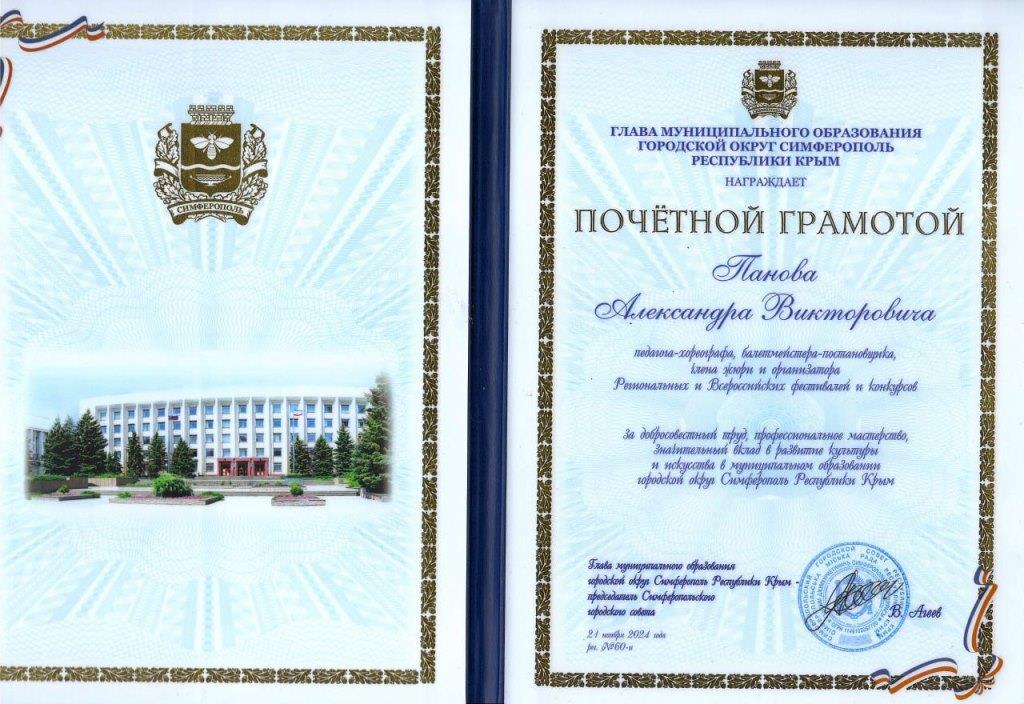 СИМФЕРОПОЛЬ
ГЛАВА МУНИЦИПАЛЬНОГО ОБРАЗОВАНИЯ
ГОРОДСКОЙ ОКРУГ СИМФЕРОПОЛЬ
РЕСПУБЛИКИ КРЫМ
НАГРАЖДАЕТ
ПОЧЁТНОЙ ГРАМОТОЙ
Панова
Александра Викторовича
педагога-хореографа, балетмейстера-постановщика,
члена жюри и организатора
Региональных и Всероссийских фестивалей и конкурсов
За добросовестный труд, профессиональное мастерство,
значительный вклад в развитие культуры
и искусства в муниципальном образовании
городской округ Симферополь Республики Крым
Глава муниципального образования
городской округ Симферополь Республики Крым -
председатель Симферопольского
городского совета
В. Агеев
21 ноября 2024 года
рег. №60-н